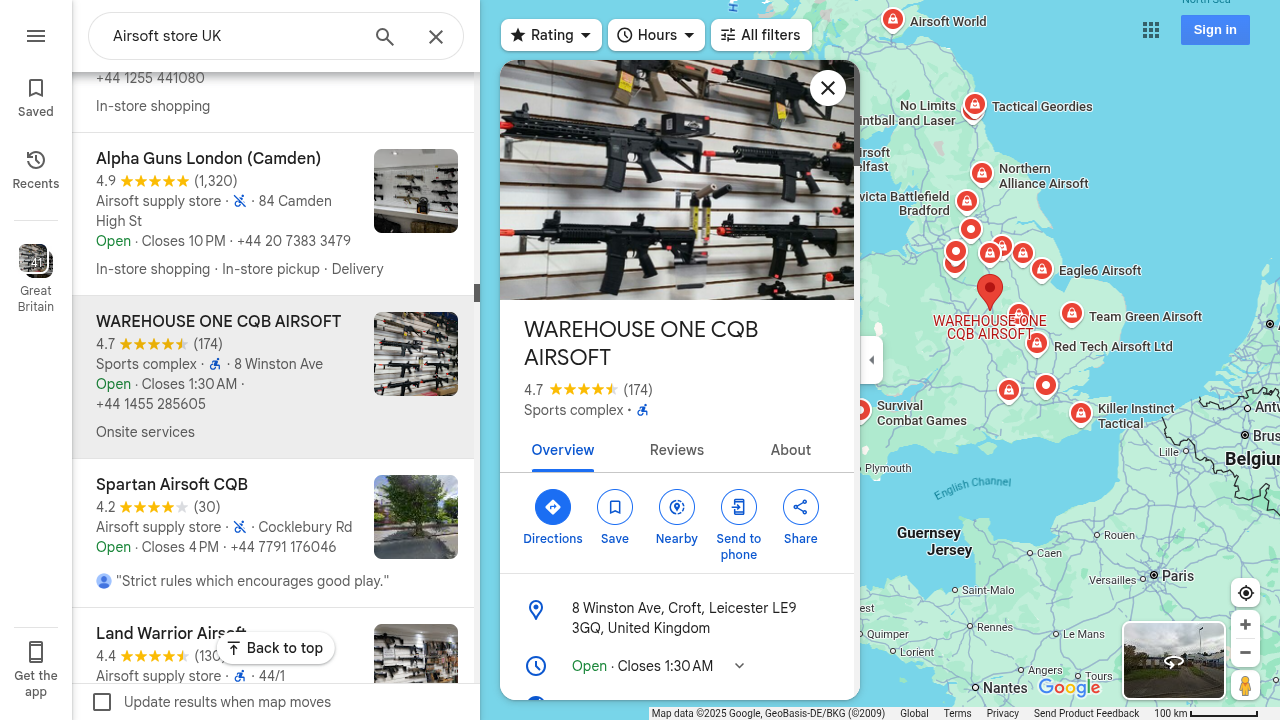 Airsoft store UK
Saved
Recents
41
Great
Britain
Get the
app
+44 1255 441080
In-store shopping
Alpha Guns London (Camden)
4.9 (1,320)
Airsoft supply store · · 84 Camden
High St
Open · Closes 10 PM · +44 20 7383 3479
In-store shopping · In-store pickup · Delivery
WAREHOUSE ONE CQB AIRSOFT
4.7 (174)
Sports complex · · 8 Winston Ave
Open · Closes 1:30 AM ·
+44 1455 285605
Onsite services
Spartan Airsoft CQB
4.2 (30)
Airsoft supply store · · Cocklebury Rd
Open · Closes 4 PM · +44 7791 176046
"Strict rules which encourages good play."
Land Warrior Airsoft
4.4 (130
Airsoft supply store · · 44/1
Back to top
Update results when map moves
Rating
Hours
All filters
Sign in
WAREHOUSE ONE CQB
AIRSOFT
4.7 (174)
Sports complex ·
Overview
Reviews
About
Directions
Save
Nearby
Send to
phone
Share
8 Winston Ave, Croft, Leicester LE9
3GQ, United Kingdom
Open · Closes 1:30 AM
North Sea
Airsoft World
No Limits
intball and Laser
Tactical Geordies
irsoft
elfast
Northern
Alliance Airsoft
victa Battlefield
Bradford
Eagle6 Airsoft
WAREHOUSE ONE
CQB AIRSOFT
Team Green Airsoft
Red Tech Airsoft Ltd
Survival
Combat Games
Killer Instinct
Tactical
Antw
Brus
Lille
Belgium
Plymouth
English Channel
Guernsey
Jersey
Rouen
Caen
Versailles
Paris
Saint-Malo
est
Rennes
Quimper
Le Mans
Lorient
Angers
Tours
Nantes
Google
Map data ©2025 Google, GeoBasis-DE/BKG (©2009)
Global
Terms
Privacy
Send Product Feedback
100 km